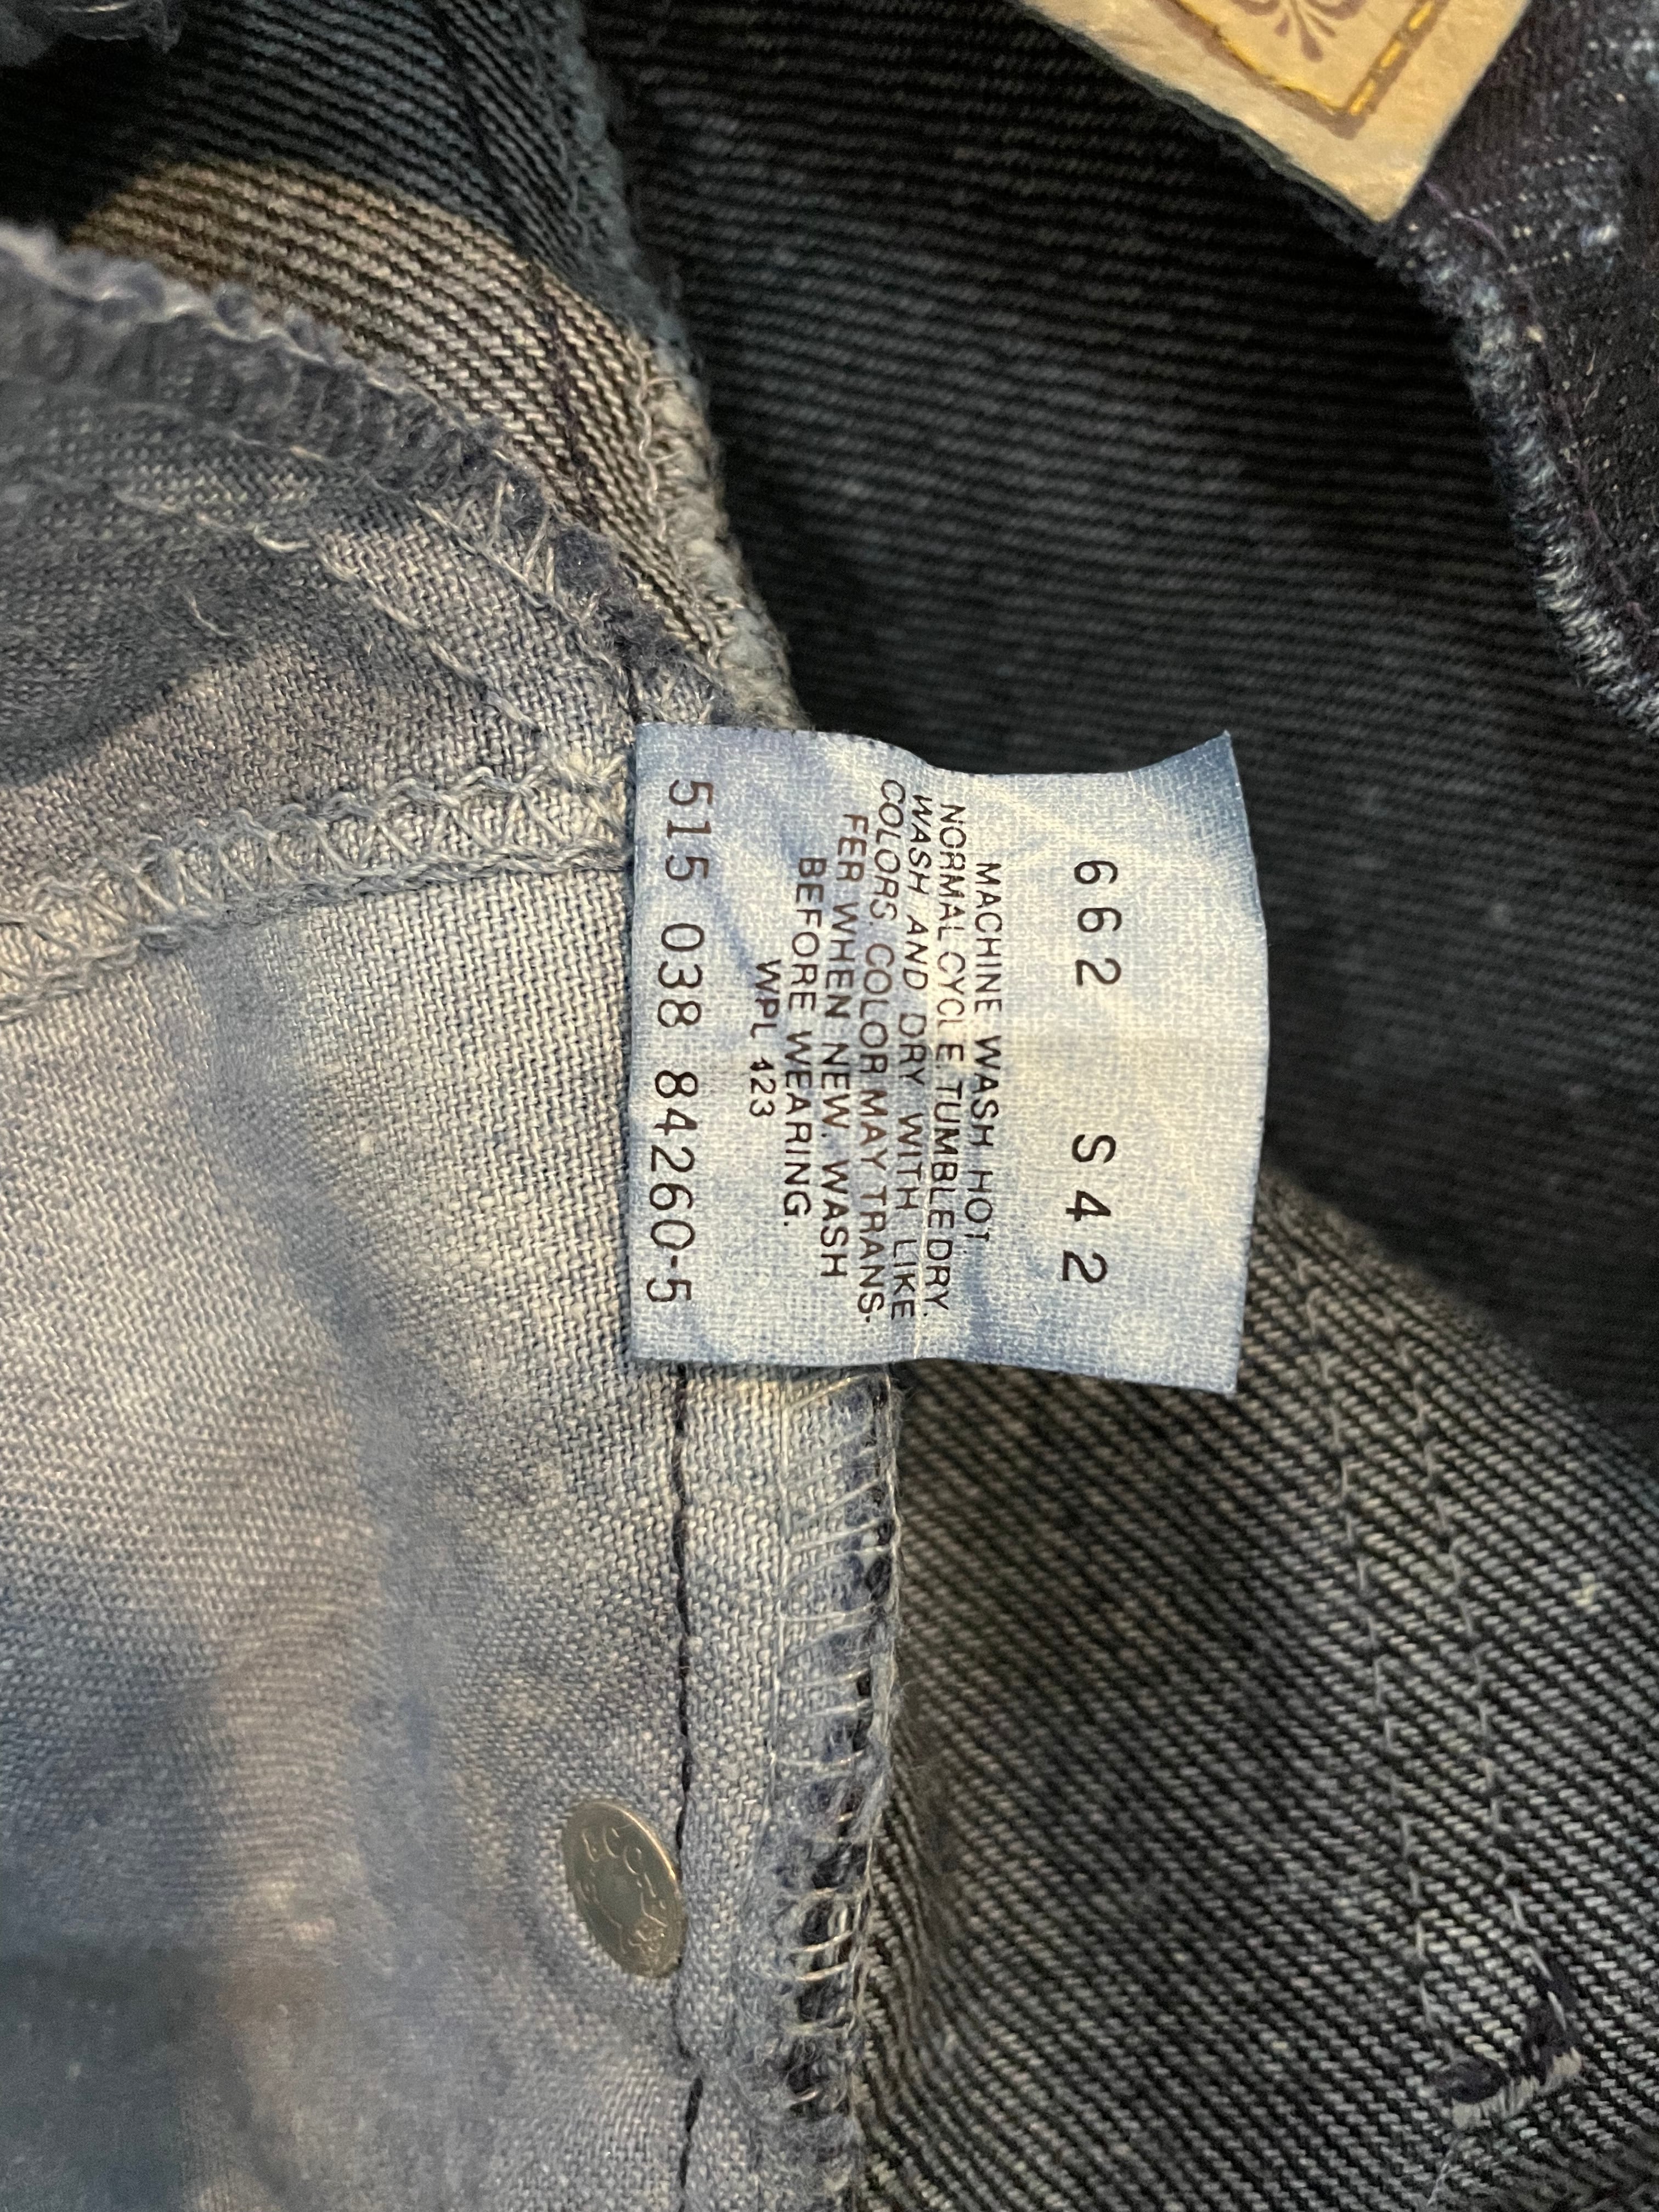 662 S42
MACHINE WASH HOT
NORMAL CYCLE. TUMBLE DRY.
WASH AND DRY WITH LIKE
COLORS. COLOR MAY TRANS-
FER WHEN NEW. WASH
BEFORE WEARING.
WPL 423
515 038 84260-5